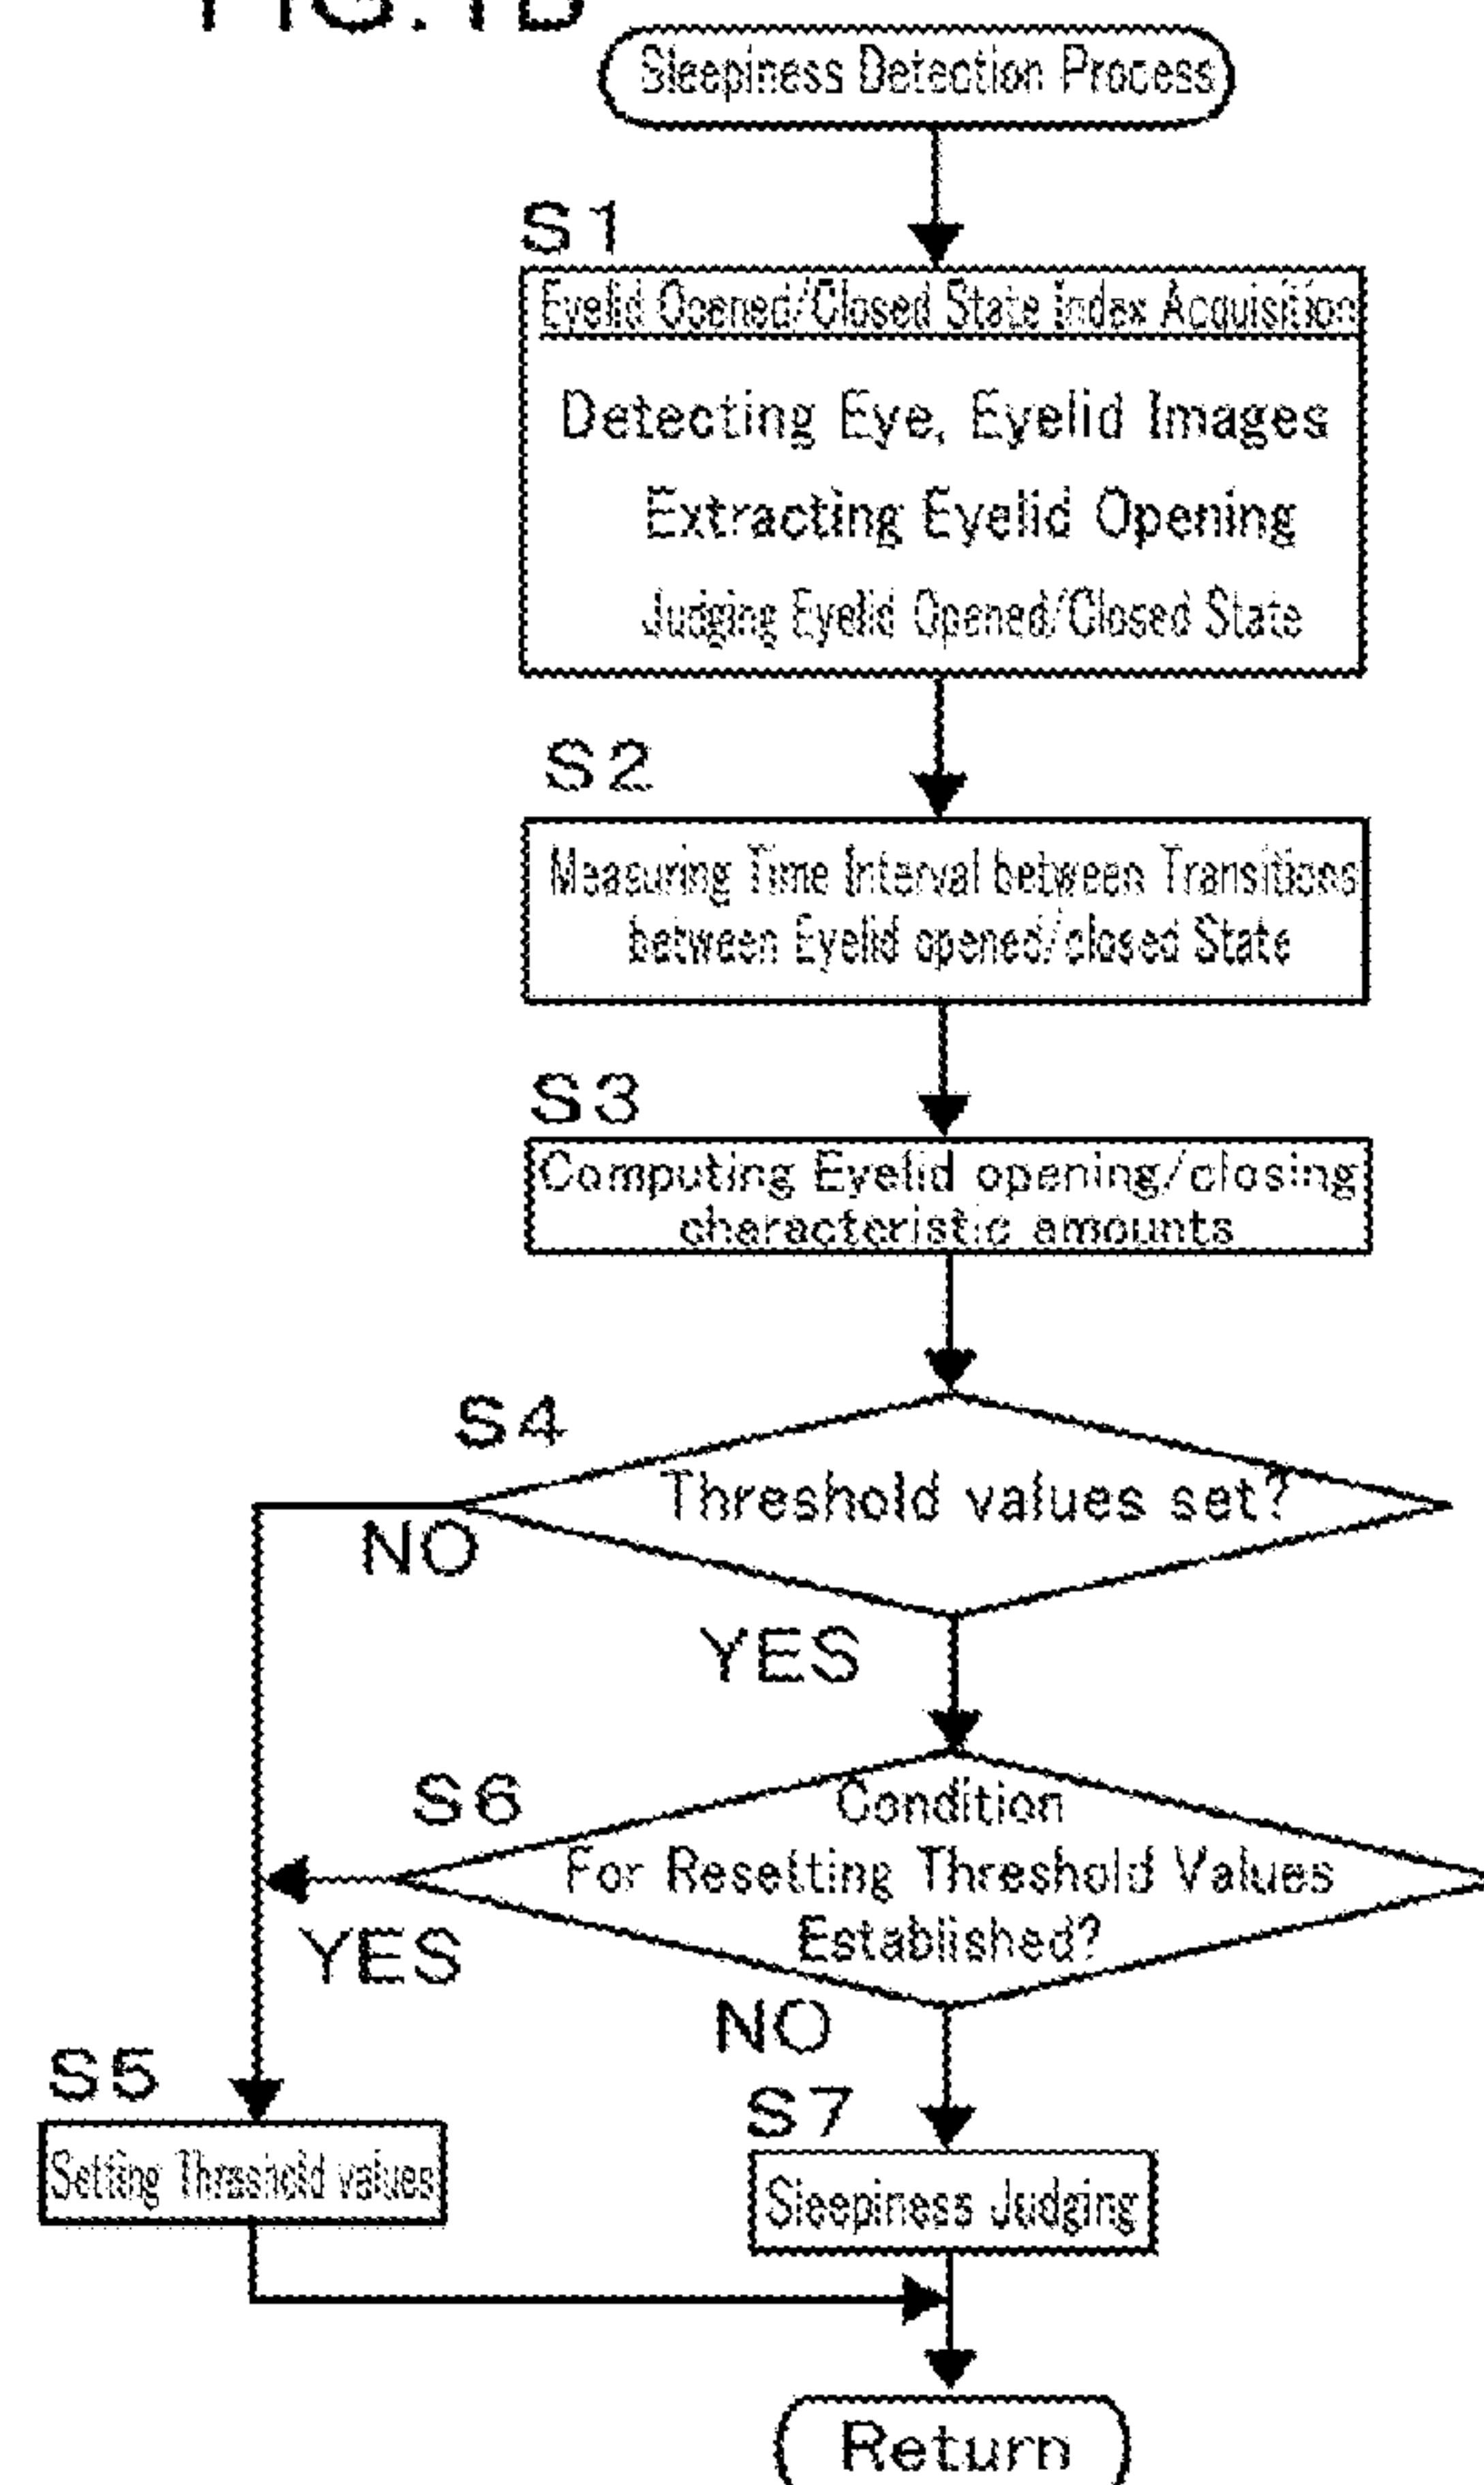 FIG.1B
Sleepiness Detection Process
S1
Eyelid Opened/Closed State Index Acquisition
Detecting Eye, Eyelid Images
Extracting Eyelid Opening
Judging Eyelid Opened/Closed State
S2
Measuring Time Interval between Transitions
between Eyelid opened/closed State
S3
Computing Eyelid opening/closing
characteristic amounts
S4
Threshold values set?
NO
YES
S6
Condition
For Resetting Threshold Values
Established?
YES
NO
S5
Setting Threshold values
S7
Sleepiness Judging
Return